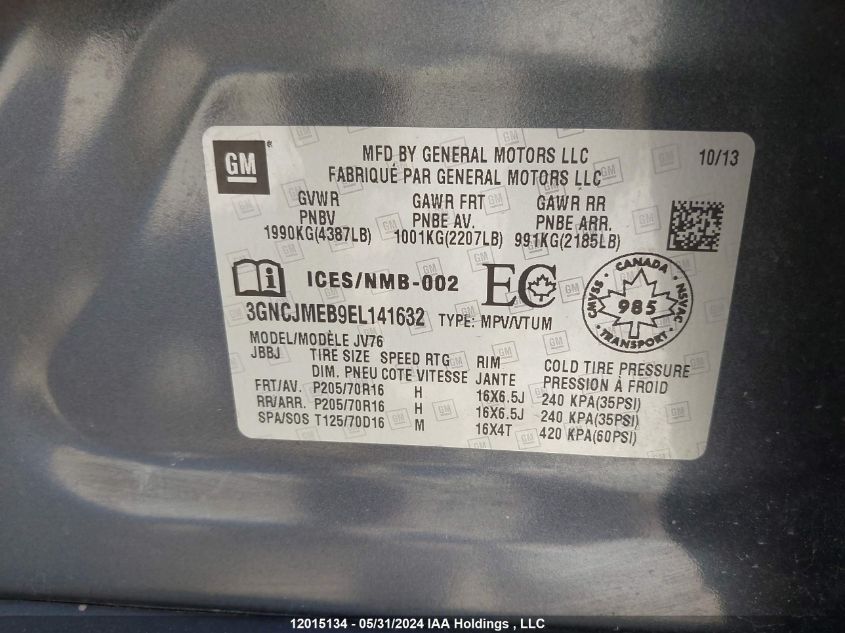 GM
MFD BY GENERAL MOTORS LLC
10/13
FABRIQUÉ PAR GENERAL MOTORS LLC
GVWR GAWR FRT GAWR RR
PNBV PNBE AV. PNBE ARR.
1990KG(4387LB) 1001KG(2207LB) 991KG(2185LB)
ICES/NMB-002 EC
CANADA
CMVSS 985 NSVAC
TRANSPORT
3GNCJMEB9EL141632 TYPE: MPV/VTUM
MODEL/MODÈLE JV76
JBBJ TIRE SIZE SPEED RTG RIM COLD TIRE PRESSURE
DIM. PNEU COTE VITESSE JANTE PRESSION À FROID
FRT/AV. P205/70R16 H 16X6.5J 240 KPA(35PSI)
RR/ARR. P205/70R16 H 16X6.5J 240 KPA(35PSI)
SPA/SOS T125/70D16 M 16X4T 420 KPA(60PSI)
12015134 - 05/31/2024 IAA Holdings , LLC